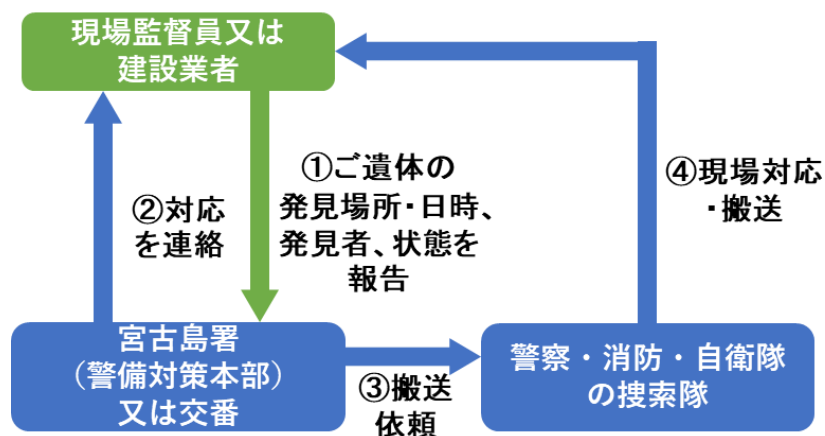 現場監督員又は
建設業者
①ご遺体の
発見場所・日時、
発見者、状態を
報告
②対応
を連絡
④現場対応
・搬送
宮古島署
（警備対策本部）
又は交番
③搬送
依頼
警察・消防・自衛隊
の捜索隊